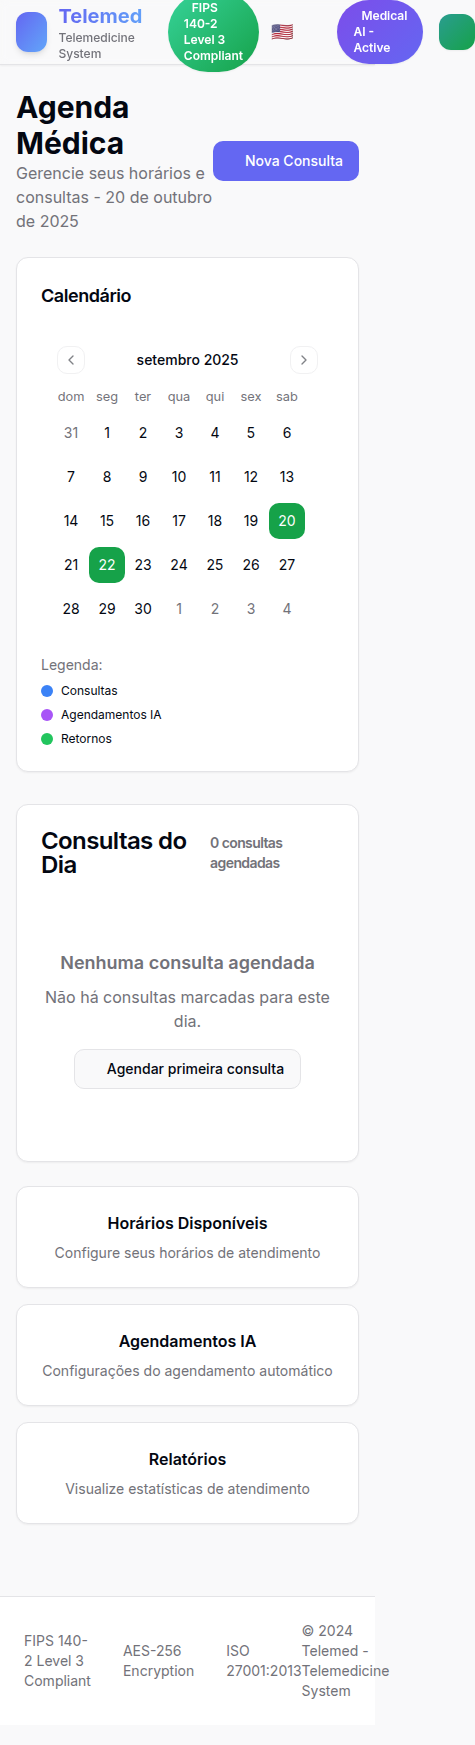 Telemed
Telemedicine
System
FIPS
140-2
Level 3
Compliant
Medical
AI -
Active
Agenda
Médica
Gerencie seus horários e
consultas - 20 de outubro
de 2025
Nova Consulta
Calendário
setembro 2025
dom seg ter qua qui sex sab
31 1 2 3 4 5 6
7 8 9 10 11 12 13
14 15 16 17 18 19 20
21 22 23 24 25 26 27
28 29 30 1 2 3 4
Legenda:
Consultas
Agendamentos IA
Retornos
Consultas do
Dia
0 consultas
agendadas
Nenhuma consulta agendada
Não há consultas marcadas para este
dia.
Agendar primeira consulta
Horários Disponíveis
Configure seus horários de atendimento
Agendamentos IA
Configurações do agendamento automático
Relatórios
Visualize estatísticas de atendimento
FIPS 140-
2 Level 3
Compliant
AES-256
Encryption
ISO
27001:2013
© 2024
Telemed -
Telemedicine
System